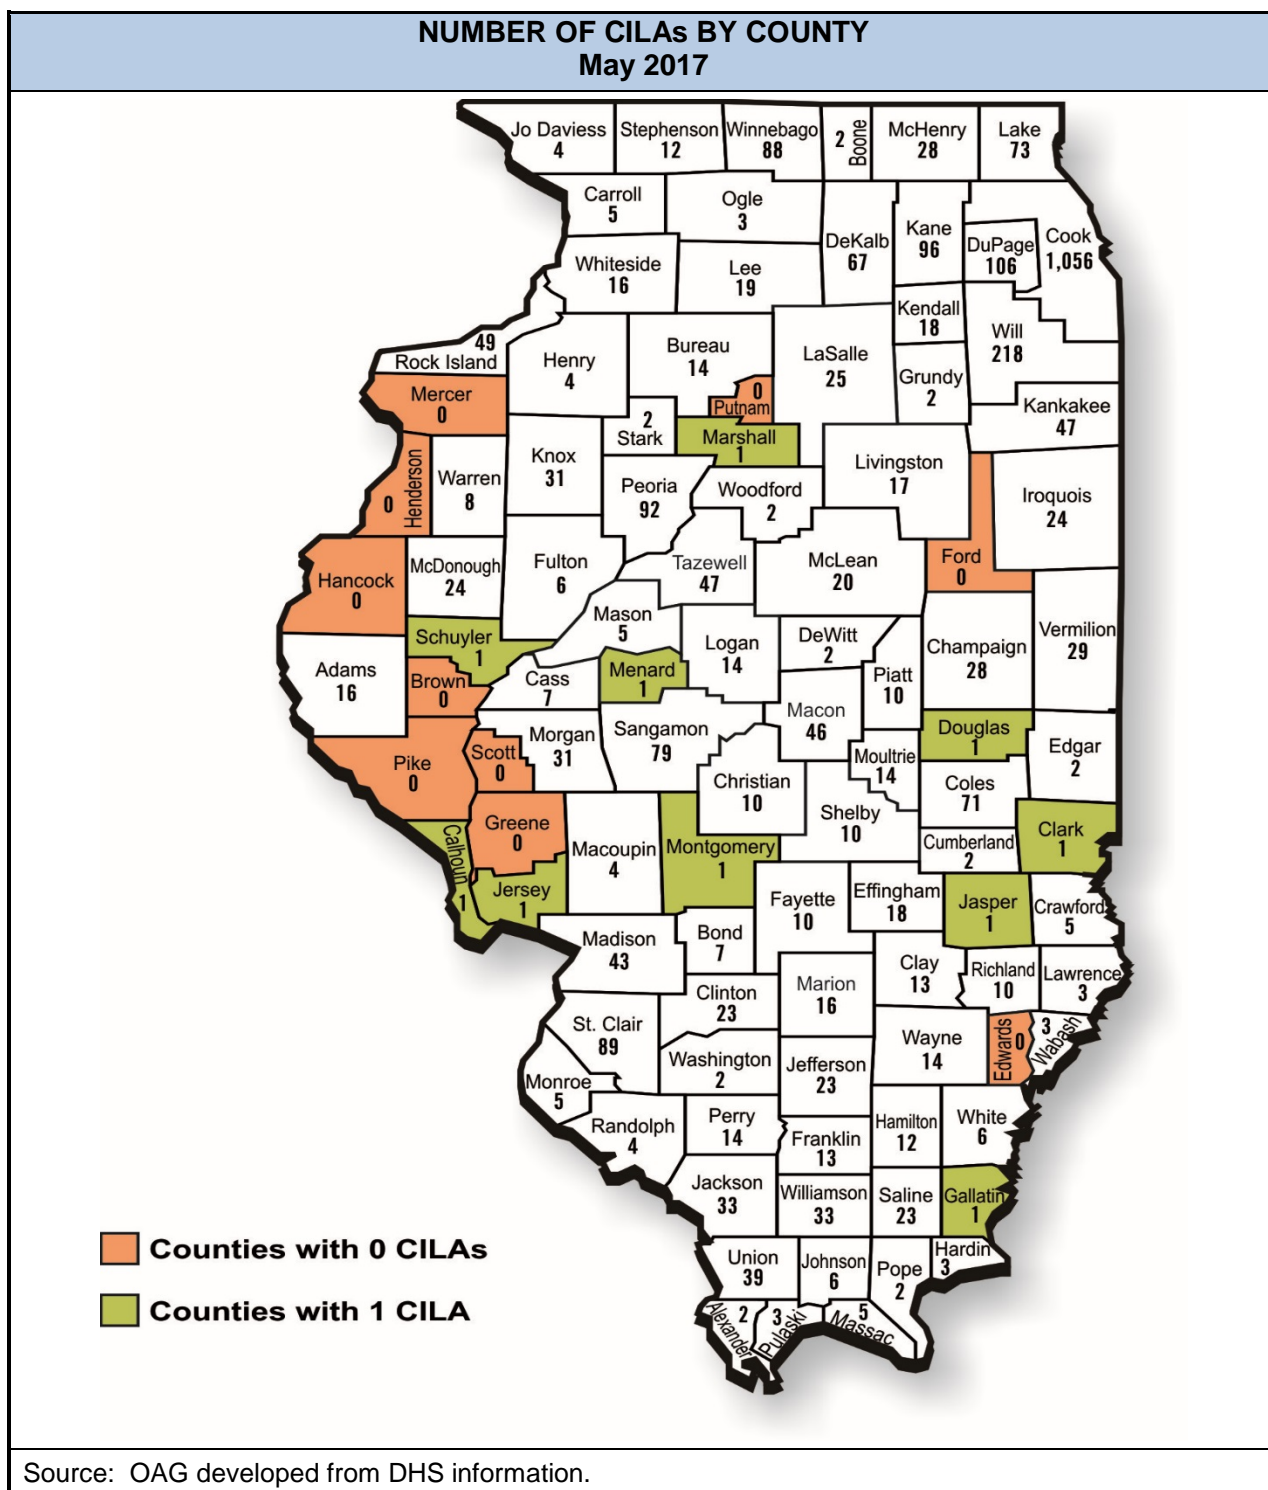 NUMBER OF CILAs BY COUNTY
May 2017
Jo Daviess
4
Stephenson
12
Winnebago
88
2
Boone
McHenry
28
Lake
73
Carroll
5
Ogle
3
DeKalb
67
Kane
96
DuPage
106
Cook
1,056
Whiteside
16
Lee
19
Kendall
18
Will
218
49
Rock Island
Henry
4
Bureau
14
LaSalle
25
Grundy
2
Kankakee
47
Mercer
0
0
Putnam
2
Stark
Marshall
1
Henderson
0
Warren
8
Knox
31
Peoria
92
Woodford
2
Livingston
17
Iroquois
24
Hancock
0
McDonough
24
Fulton
6
Tazewell
47
McLean
20
Ford
0
Schuyler
1
Mason
5
Logan
14
DeWitt
2
Champaign
28
Vermilion
29
Adams
16
Brown
0
Cass
7
Menard
1
Piatt
10
Macon
46
Pike
0
Scott
0
Morgan
31
Sangamon
79
Christian
10
Moultrie
14
Douglas
1
Edgar
2
Coles
71
Shelby
10
Greene
0
Calhoun
1
Jersey
1
Macoupin
4
Montgomery
1
Cumberland
2
Clark
1
Fayette
10
Effingham
18
Jasper
1
Crawford
5
Madison
43
Bond
7
Clay
13
Richland
10
Lawrence
3
Clinton
23
Marion
16
St. Clair
89
Washington
2
Jefferson
23
Wayne
14
Edwards
0
3
Wabash
Monroe
5
Randolph
4
Perry
14
Franklin
13
Hamilton
12
White
6
Jackson
33
Williamson
33
Saline
23
Gallatin
1
Union
39
Johnson
6
Pope
2
Hardin
3
Alexander
2
3
Pulaski
5
Massac
Counties with 0 CILAs
Counties with 1 CILA
Source: OAG developed from DHS information.